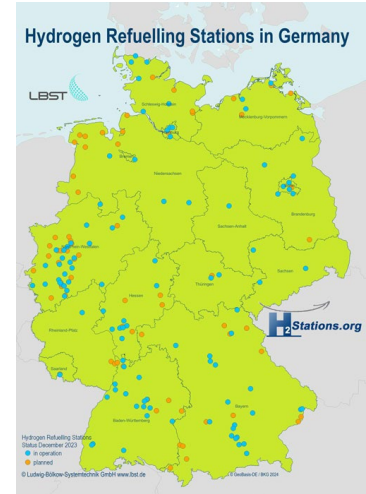 Hydrogen Refuelling Stations in Germany
LBST
Schleswig-Holstein
Mecklenburg-Vorpommern
Hamburg
Bremen
Niedersachsen
Brandenburg
Sachsen-Anhalt
Nordrhein-Westfalen
Sachsen
Thüringen
Hessen
H2Stations.org
Rheinland-Pfalz
Saarland
Bayern
Baden-Württemberg
Hydrogen Refuelling Stations
Status December 2023
in operation
planned
© Ludwig-Bölkow-Systemtechnik GmbH www.lbst.de
© GeoBasis-DE / BKG 2024